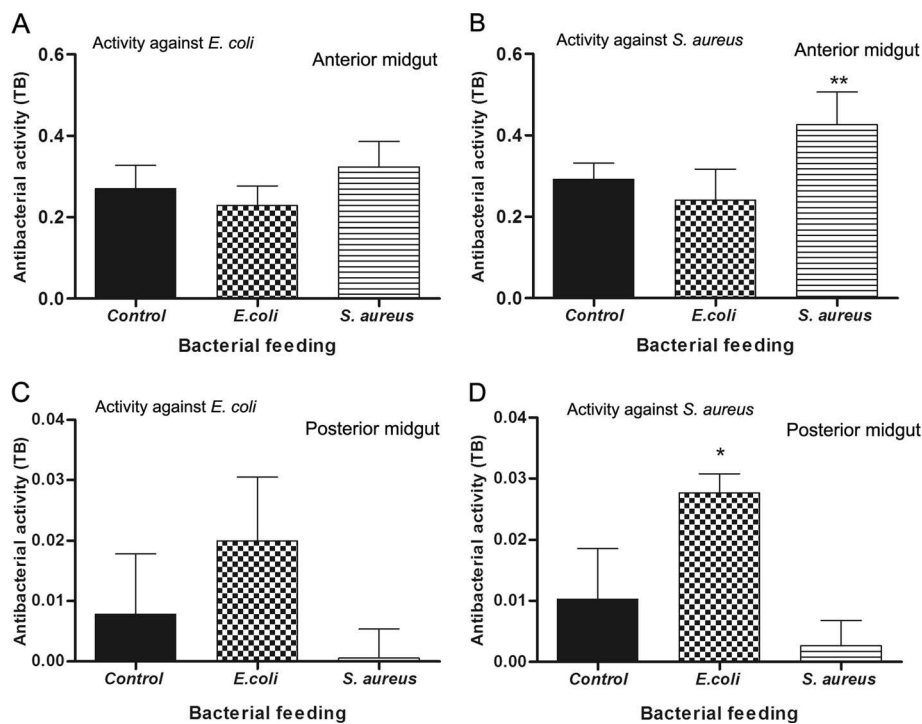 A
Activity against E. coli
Anterior midgut
Antibacterial activity (TB)
0.6
0.4
0.2
0.0
Control
E.coli
S. aureus
Bacterial feeding
B
Activity against S. aureus
Anterior midgut
**
Antibacterial activity (TB)
0.6
0.4
0.2
0.0
Control
E.coli
S. aureus
Bacterial feeding
C
Activity against E. coli
Posterior midgut
Antibacterial activity (TB)
0.04
0.03
0.02
0.01
0.00
Control
E.coli
S. aureus
Bacterial feeding
D
Activity against S. aureus
Posterior midgut
*
Antibacterial activity (TB)
0.04
0.03
0.02
0.01
0.00
Control
E.coli
S. aureus
Bacterial feeding